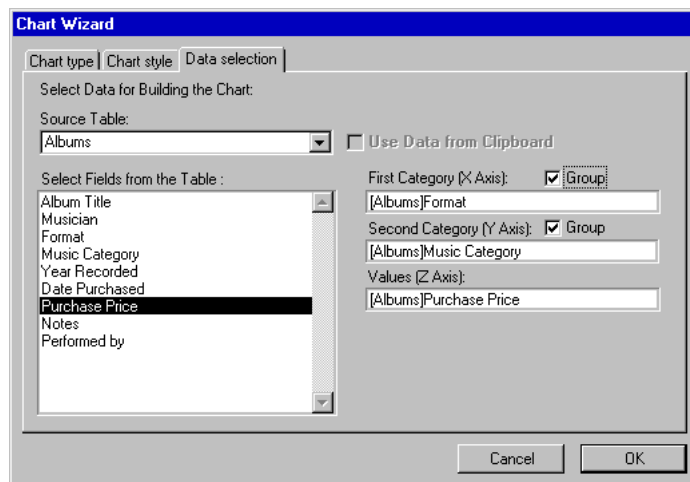 Chart Wizard
Chart type Chart style Data selection
Select Data for Building the Chart:
Source Table:
Albums
Use Data from Clipboard
Select Fields from the Table :
Album Title
Musician
Format
Music Category
Year Recorded
Date Purchased
Purchase Price
Notes
Performed by
First Category (X Axis): Group
[Albums]Format
Second Category (Y Axis): Group
[Albums]Music Category
Values (Z Axis):
[Albums]Purchase Price
Cancel OK